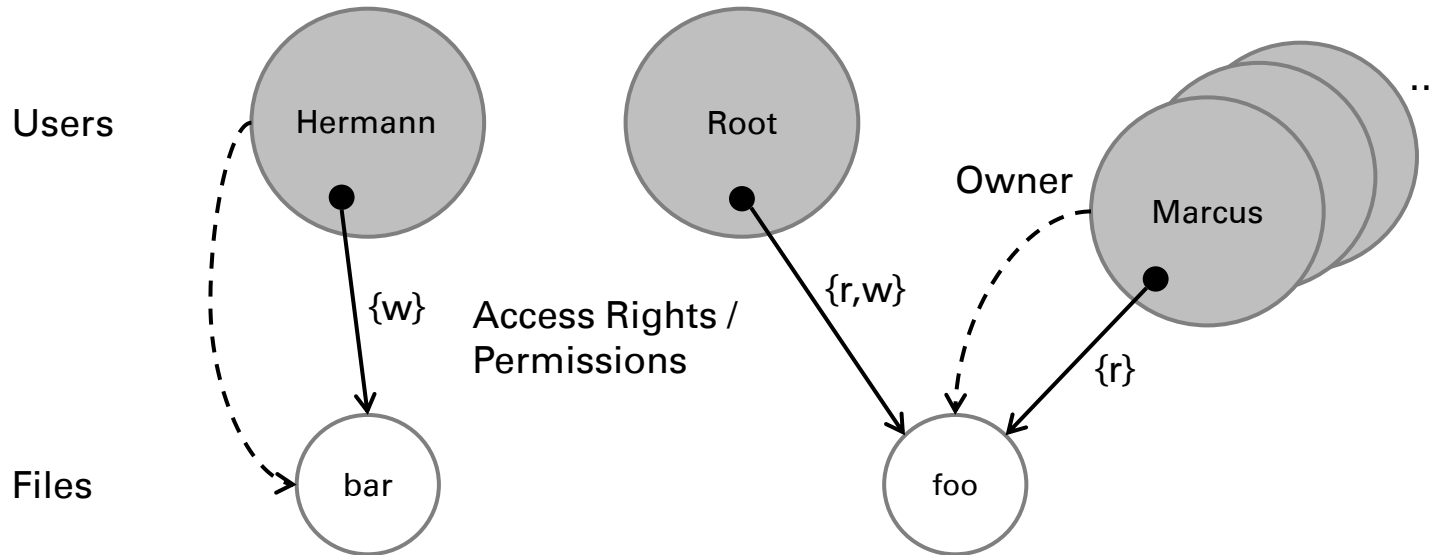 Users
Hermann
Root
..
Owner
Marcus
{w}
Access Rights /
Permissions
{r,w}
{r}
Files
bar
foo